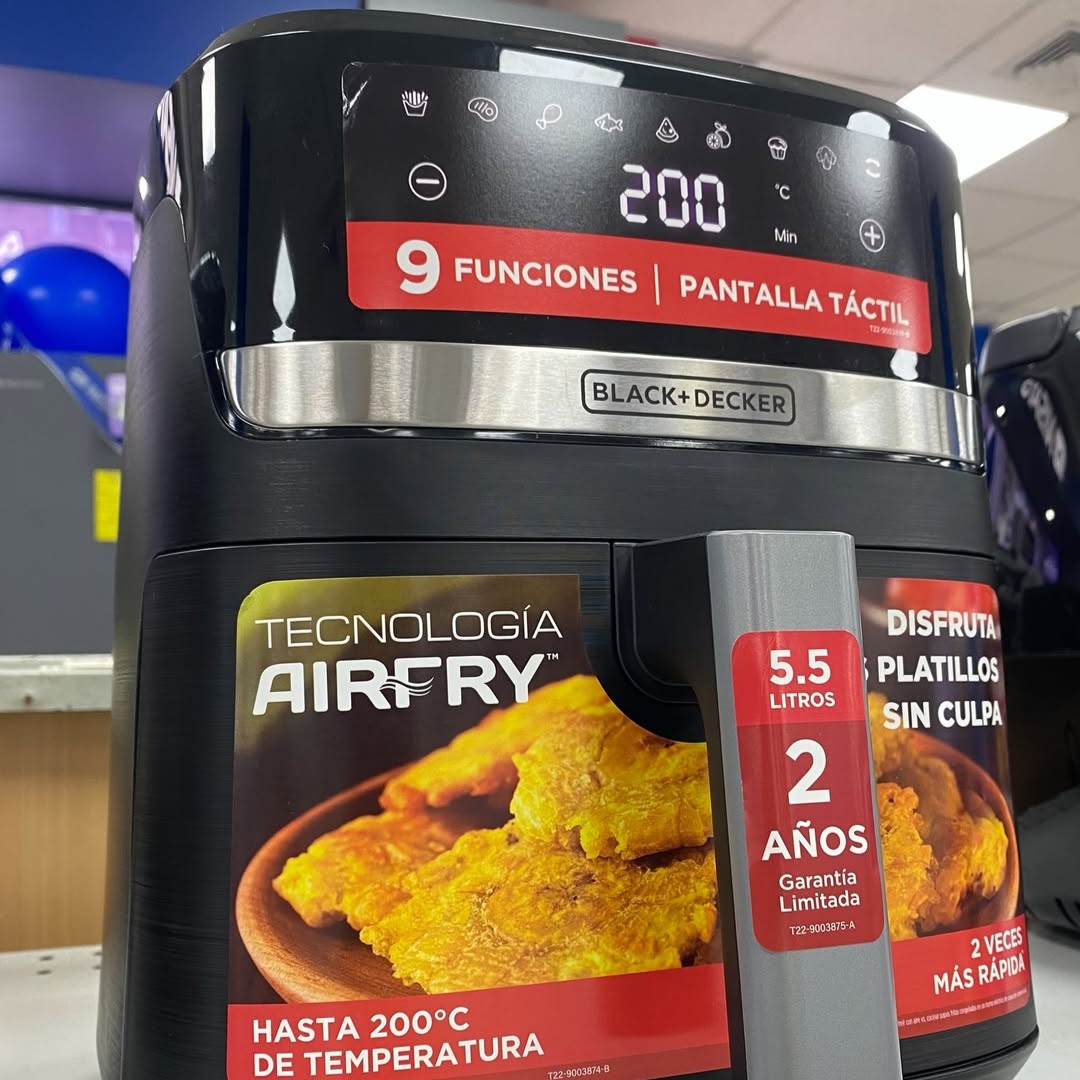 200
°C
Min
9 FUNCIONES | PANTALLA TÁCTIL
BLACK+DECKER
TECNOLOGÍA
AIRFRY™
HASTA 200°C
DE TEMPERATURA
T22-9003874-B
5.5
LITROS
2
AÑOS
Garantía
Limitada
T22-9003875-A
DISFRUTA
PLATILLOS
SIN CULPA
2 VECES
MÁS RÁPIDA